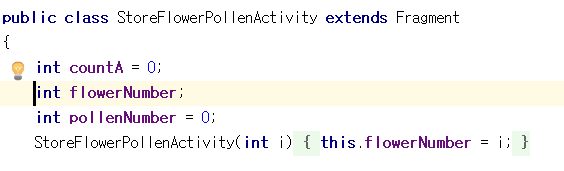 public class StoreFlowerPollenActivity extends Fragment
{
int countA = 0;
int flowerNumber;
int pollenNumber = 0;
StoreFlowerPollenActivity(int i) { this.flowerNumber = i; }